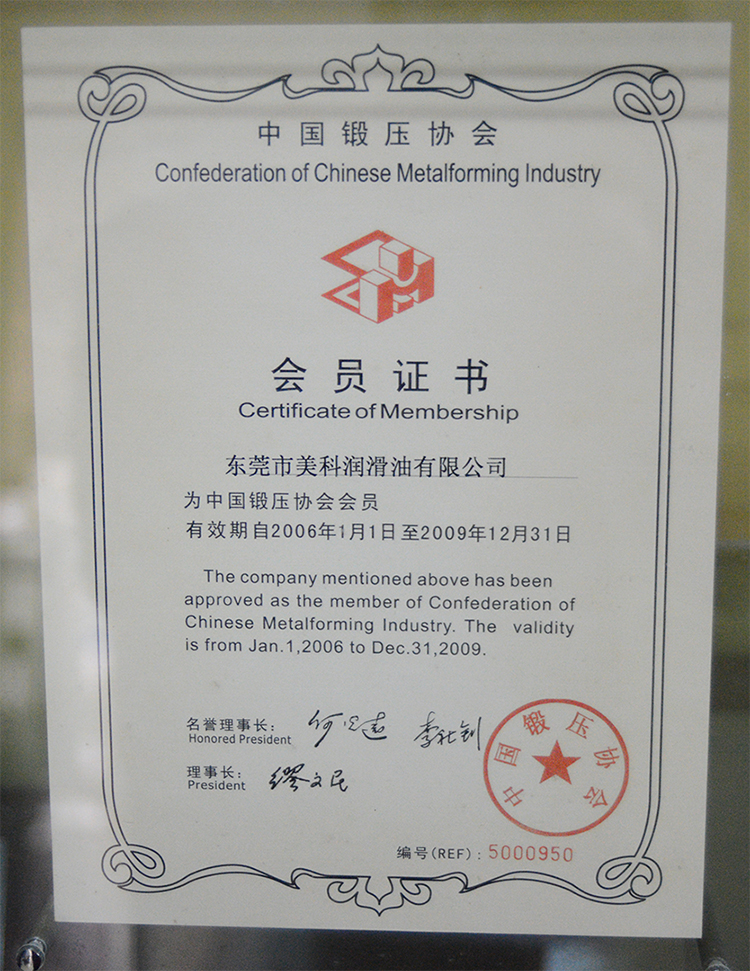 中国锻压协会
Confederation of Chinese Metalforming Industry
会员证书
Certificate of Membership
东莞市美科润滑油有限公司
为中国锻压协会会员
有效期自2006年1月1日至2009年12月31日
The company mentioned above has been
approved as the member of Confederation of
Chinese Metalforming Industry. The validity
is from Jan.1,2006 to Dec.31,2009.
名誉理事长：
Honored President
理事长：
President
缪文民
中国锻压协会
编号(REF)：5000950